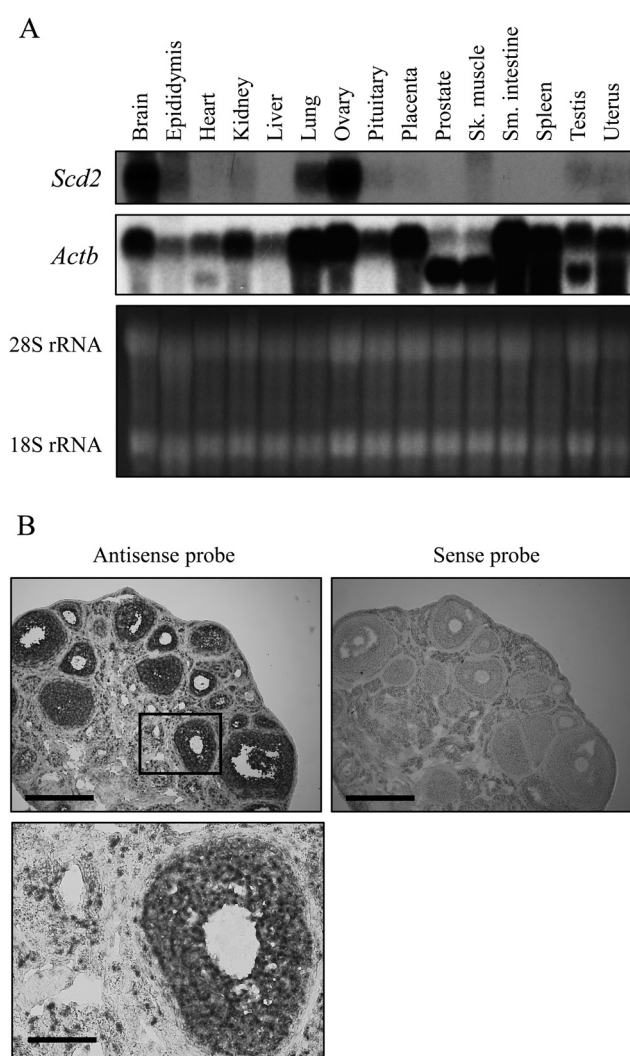 A
Brain
Epididymis
Heart
Kidney
Liver
Lung
Ovary
Pituitary
Placenta
Prostate
Sk. muscle
Sm. intestine
Spleen
Testis
Uterus
Scd2
Actb
28S rRNA
18S rRNA
B
Antisense probe
Sense probe